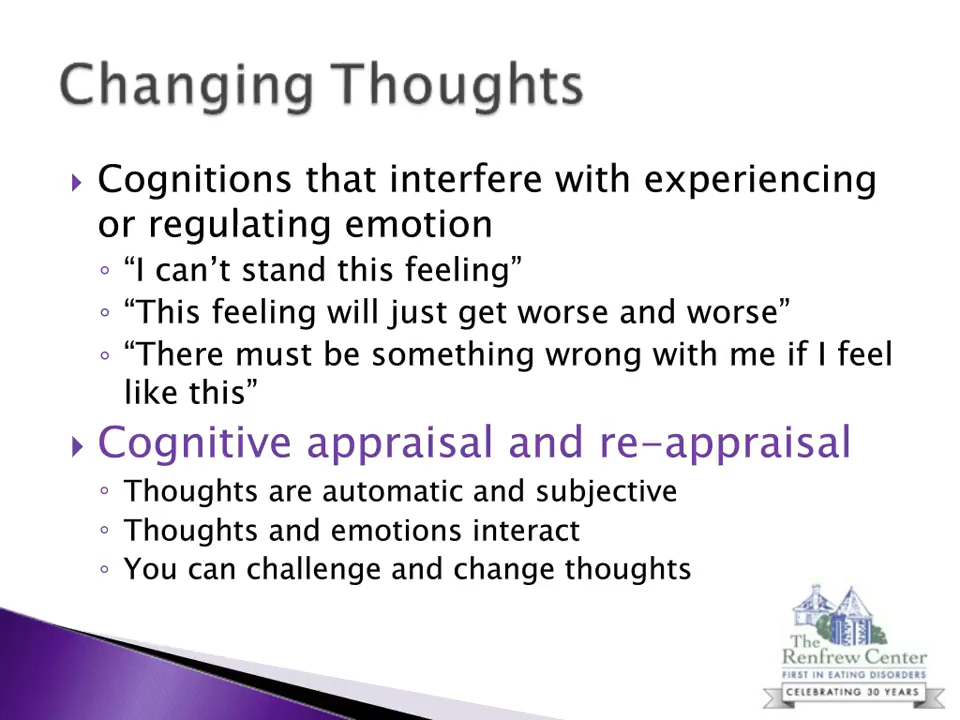 Changing Thoughts
Cognitions that interfere with experiencing
or regulating emotion
“I can’t stand this feeling”
“This feeling will just get worse and worse”
“There must be something wrong with me if I feel
like this”
Cognitive appraisal and re-appraisal
Thoughts are automatic and subjective
Thoughts and emotions interact
You can challenge and change thoughts
The
Renfrew Center
FIRST IN EATING DISORDERS
CELEBRATING 30 YEARS